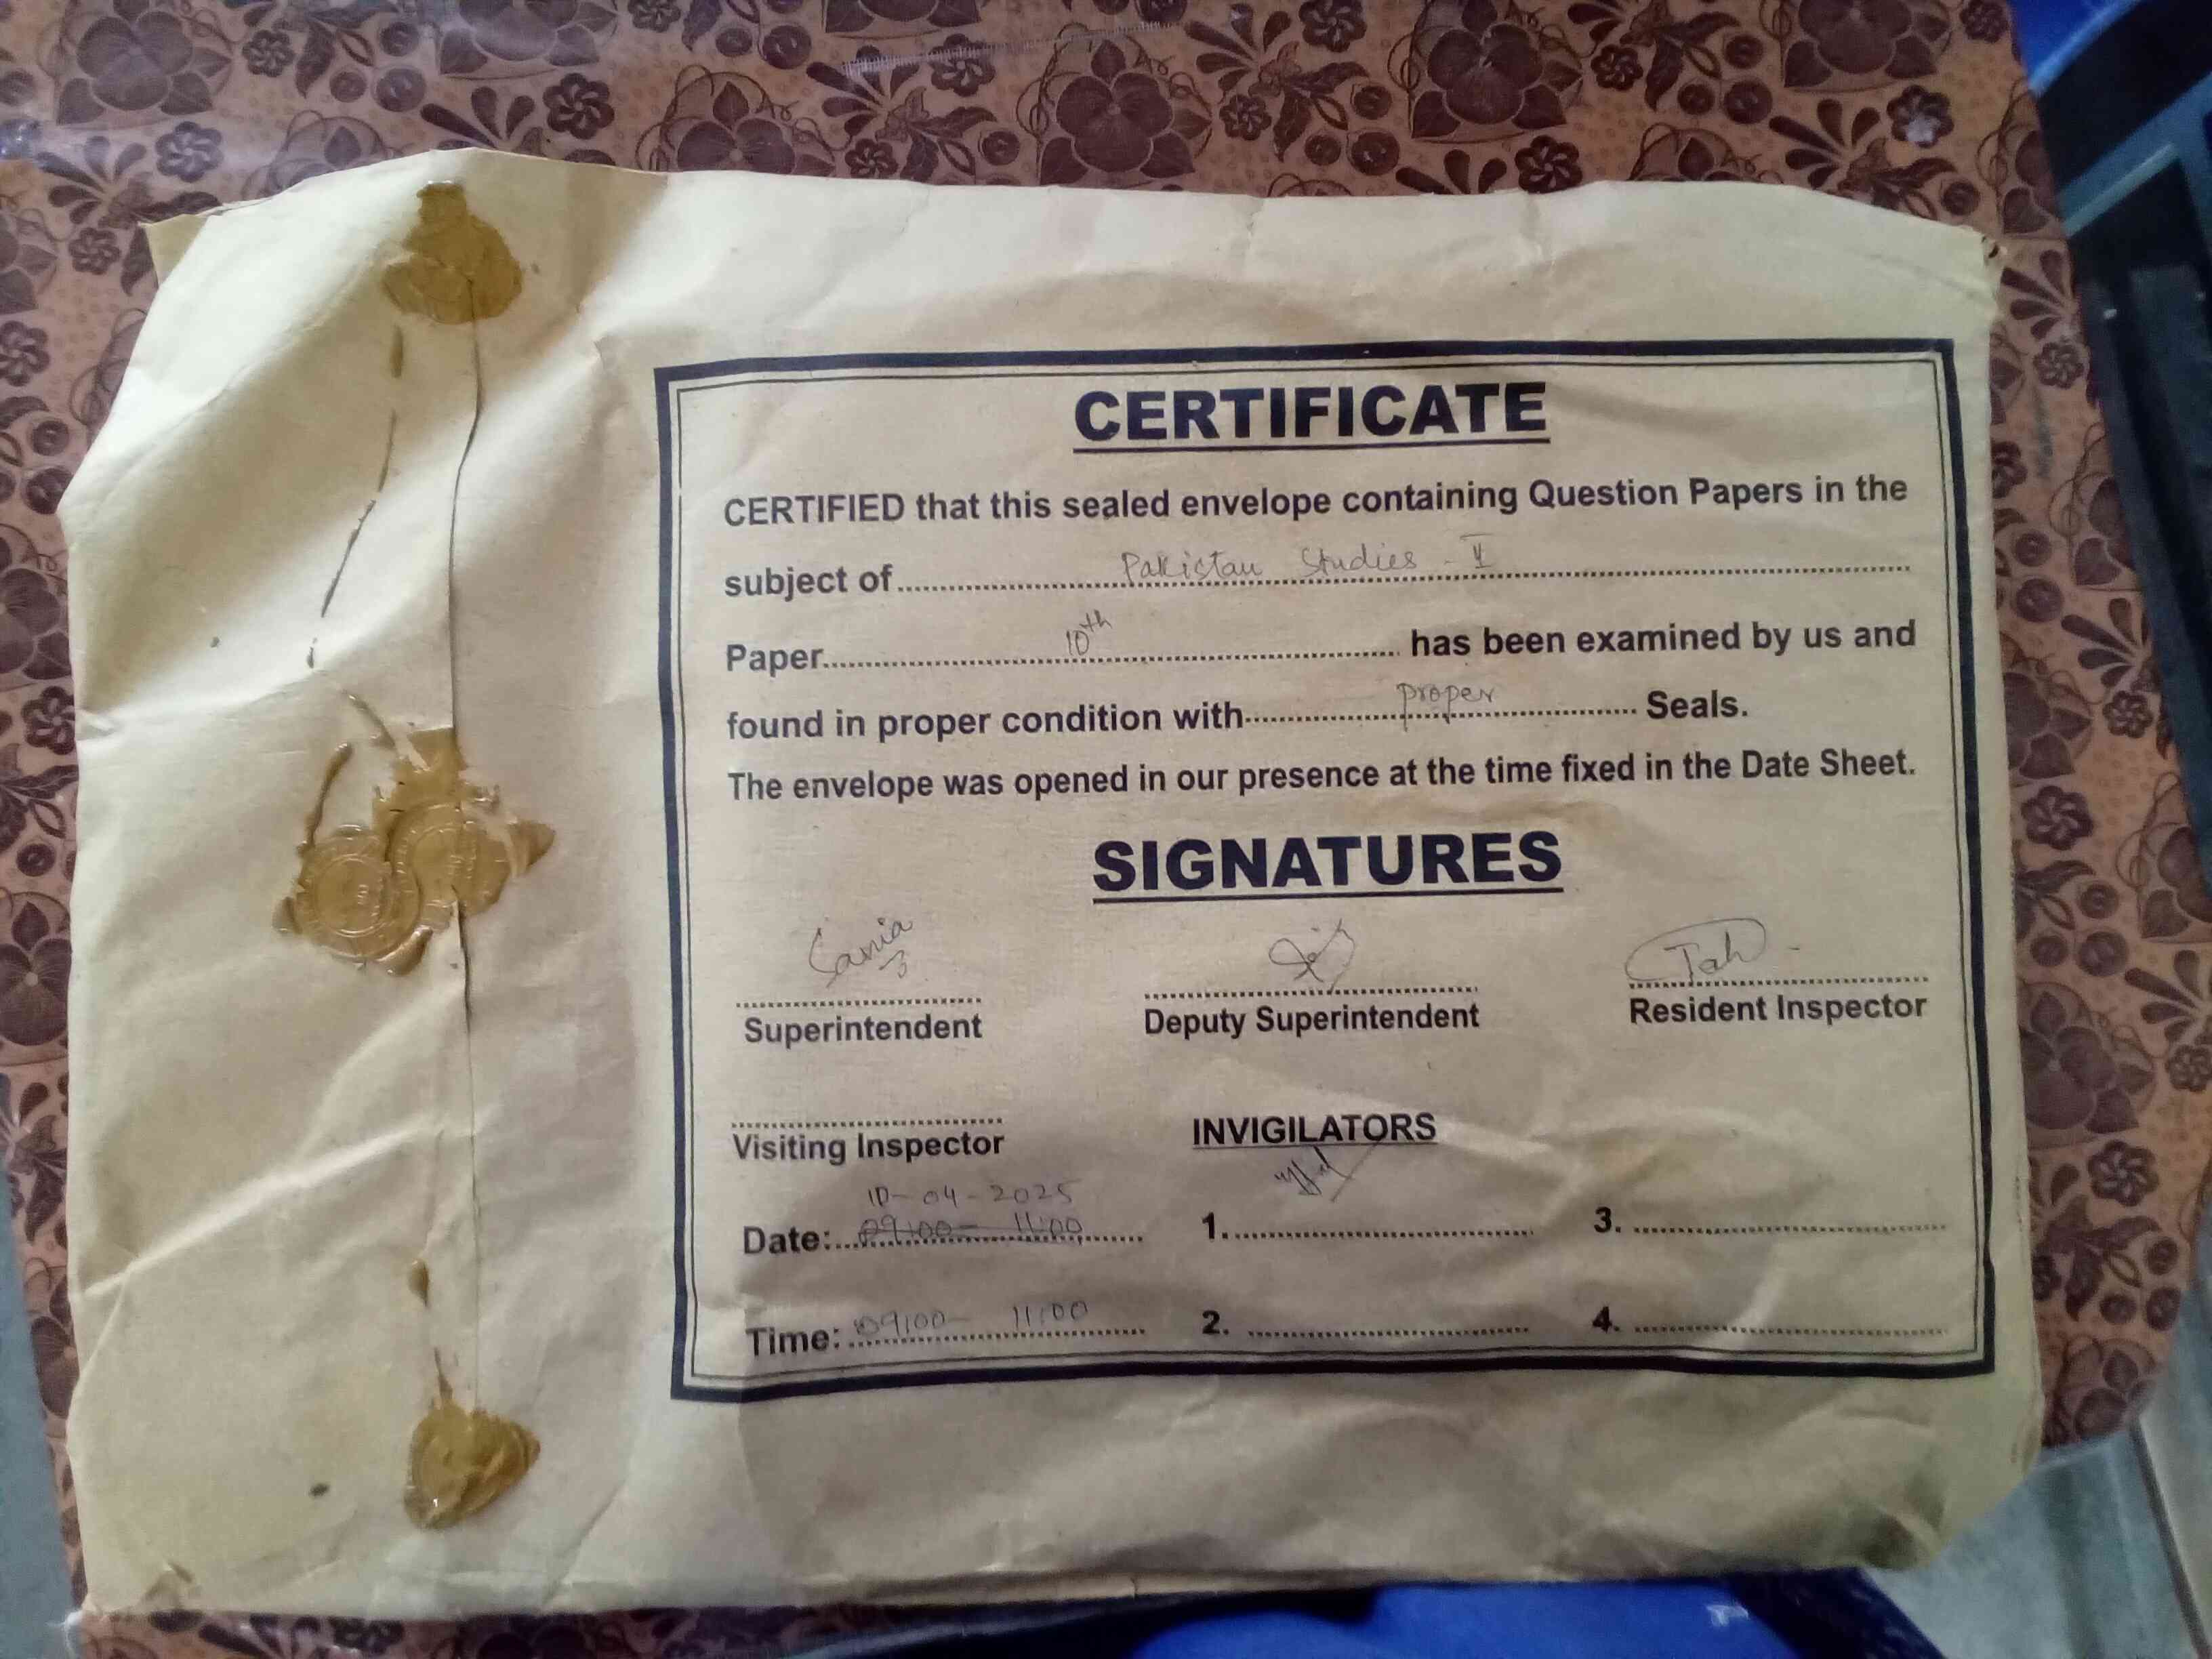 CERTIFICATE
CERTIFIED that this sealed envelope containing Question Papers in the
subject of Pakistan Studies - II
Paper 10th has been examined by us and
found in proper condition with proper Seals.
The envelope was opened in our presence at the time fixed in the Date Sheet.
SIGNATURES
Sania
Tah
Superintendent Deputy Superintendent Resident Inspector
Visiting Inspector INVIGILATORS
10-04-2025
Date: 09:00 - 11:00 1. 3.
Time: 09:00 - 11:00 2. 4.